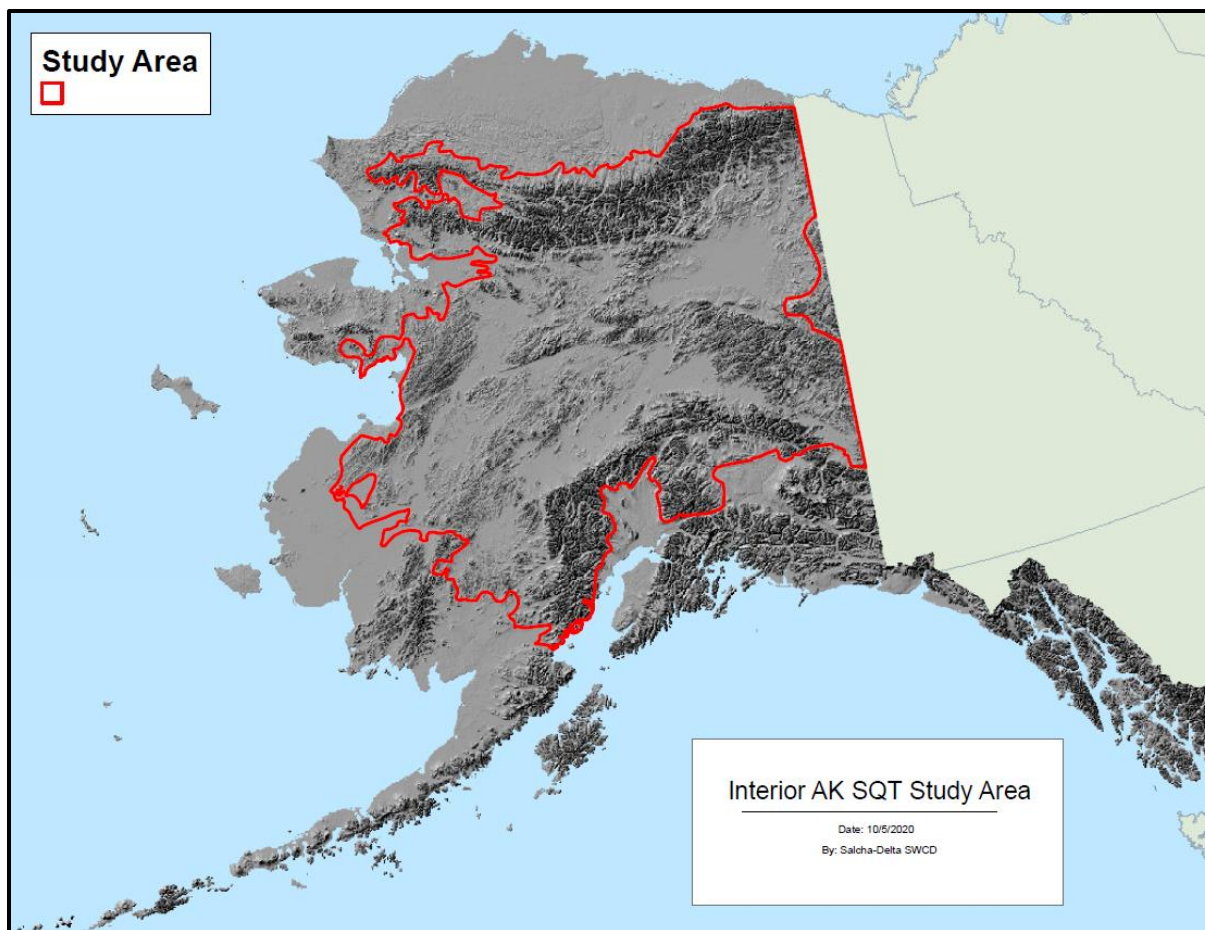 Study Area
Interior AK SQT Study Area
Date: 10/5/2020
By: Salcha-Delta SWCD